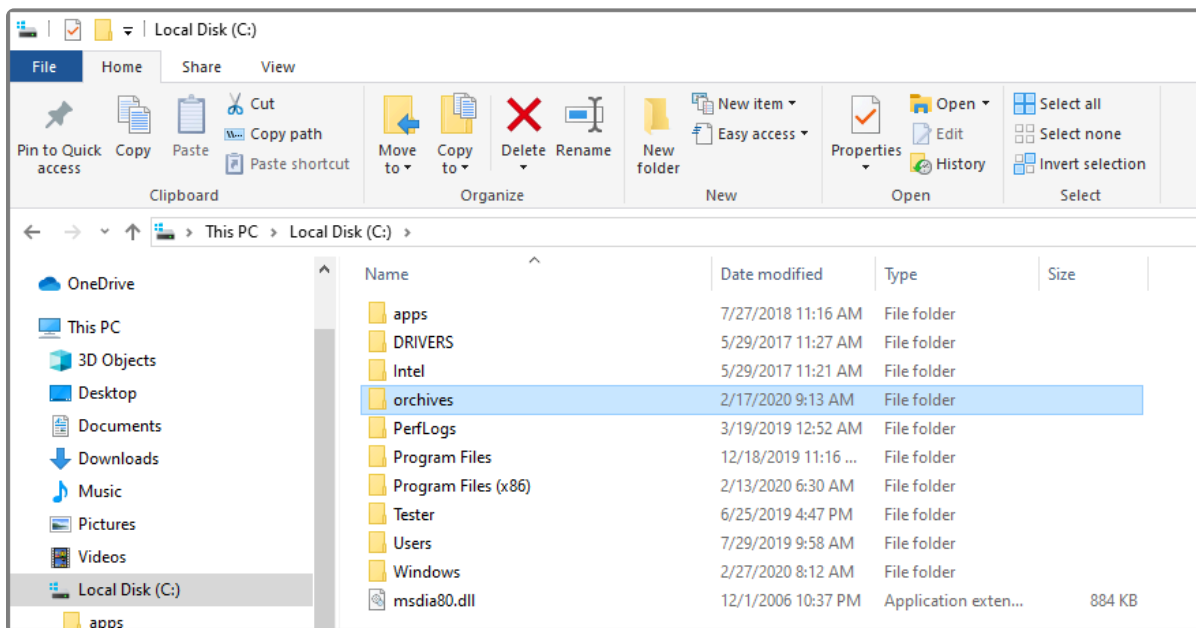 Local Disk (C:)
File Home Share View
Pin to Quick access Copy Paste Cut Copy path Paste shortcut Move to Copy to Delete Rename New folder New item Easy access Properties Open Edit History Select all Select none Invert selection
Clipboard Organize New Open Select
This PC > Local Disk (C:) >
Name Date modified Type Size
OneDrive
This PC
3D Objects
Desktop
Documents
Downloads
Music
Pictures
Videos
Local Disk (C:)
apps
apps 7/27/2018 11:16 AM File folder
DRIVERS 5/29/2017 11:27 AM File folder
Intel 5/29/2017 11:21 AM File folder
orchives 2/17/2020 9:13 AM File folder
PerfLogs 3/19/2019 12:52 AM File folder
Program Files 12/18/2019 11:16 ... File folder
Program Files (x86) 2/13/2020 6:30 AM File folder
Tester 6/25/2019 4:47 PM File folder
Users 7/29/2019 9:58 AM File folder
Windows 2/27/2020 8:12 AM File folder
msdia80.dll 12/1/2006 10:37 PM Application exten... 884 KB